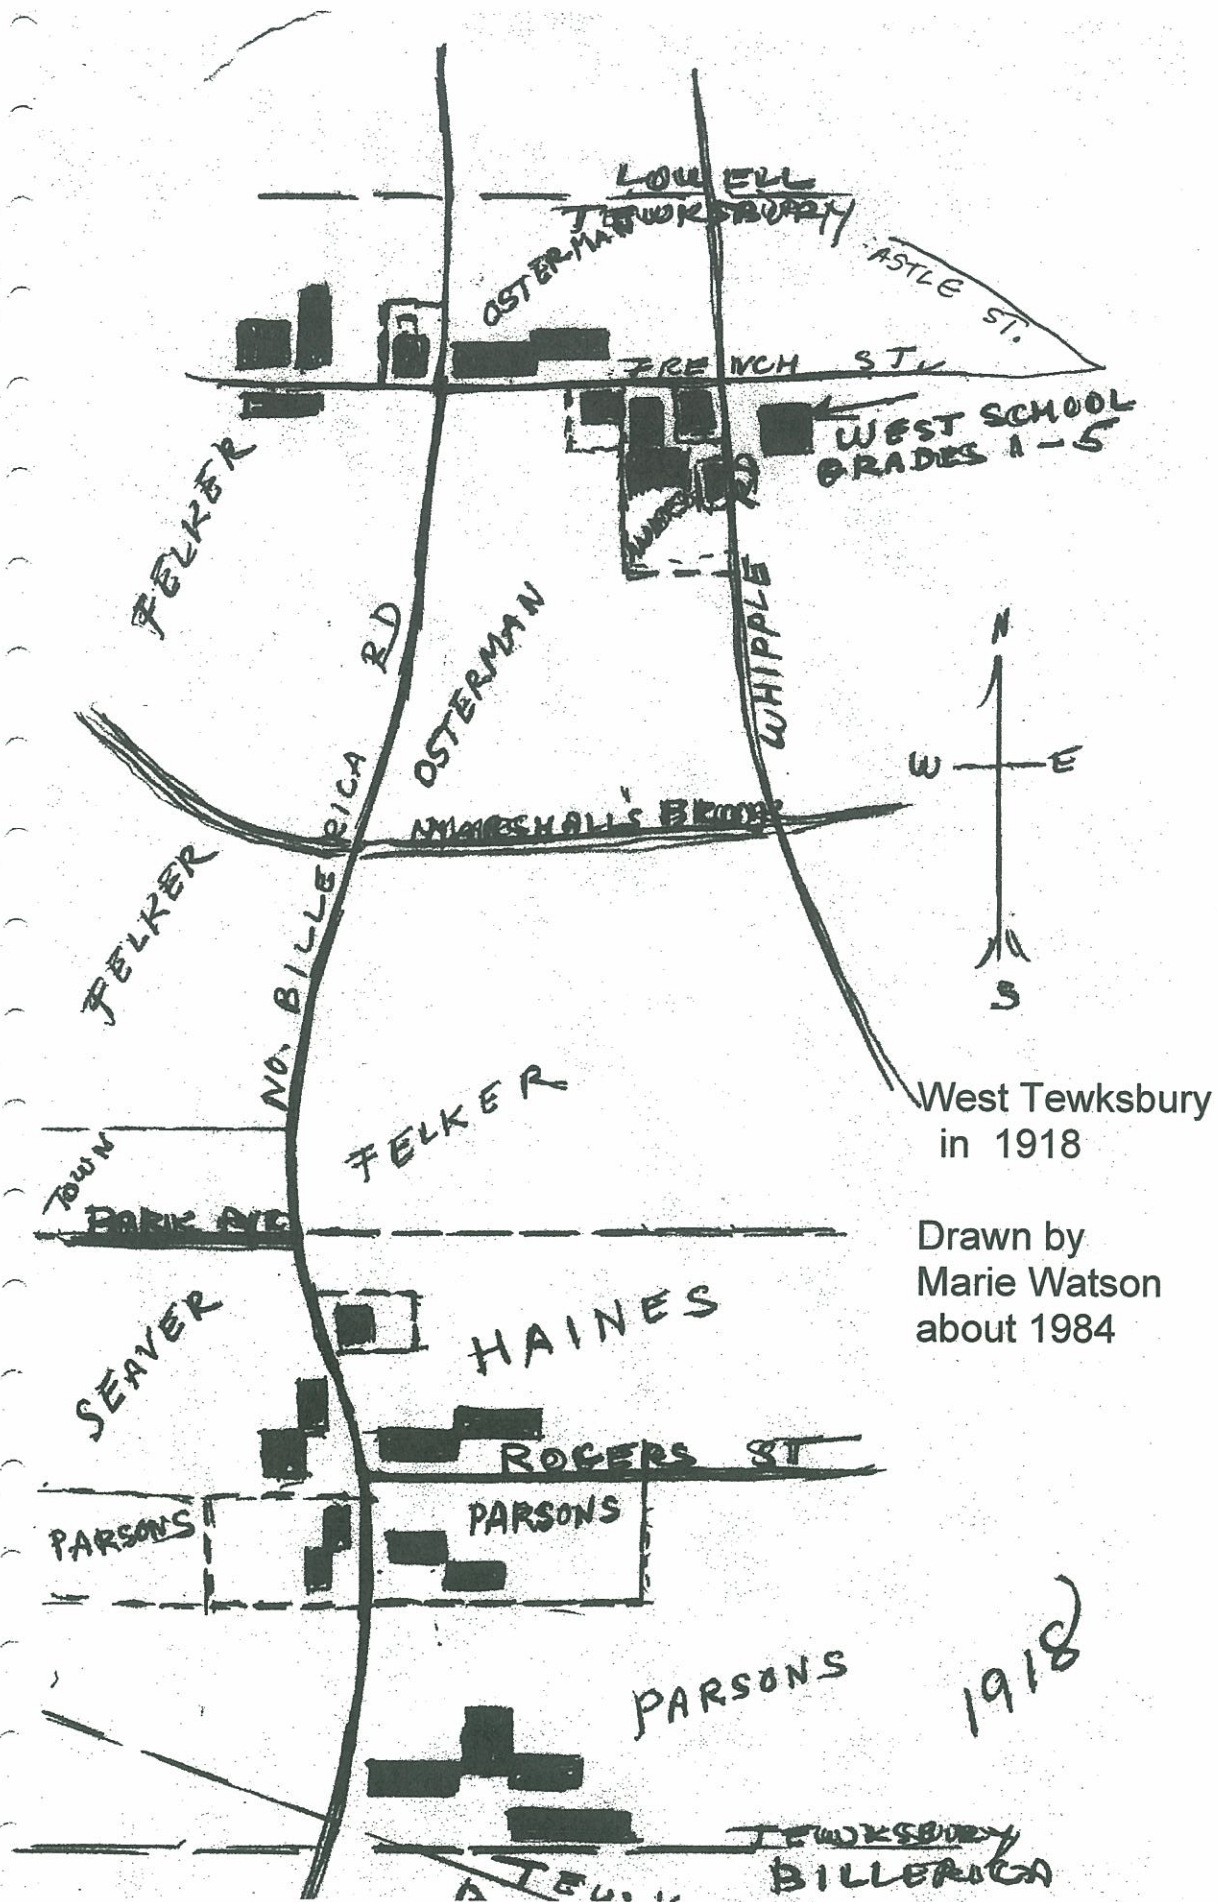 LOWELL
TEWKSBURY
OSTERMAN
ASTLE ST.
FRENCH ST.
WEST SCHOOL
GRADES 1-5
FELKER
RD
OSTERMAN
WHIPPLE
N
W E
S
MARSHALL'S BROOK
NO. BILLERICA
FELKER
FELKER
West Tewksbury
in 1918
TOWN
PARK AVE
Drawn by
Marie Watson
about 1984
SEAVER
HAINES
ROGERS ST
PARSONS
PARSONS
PARSONS
1918
TEWKSBURY
BILLERICA